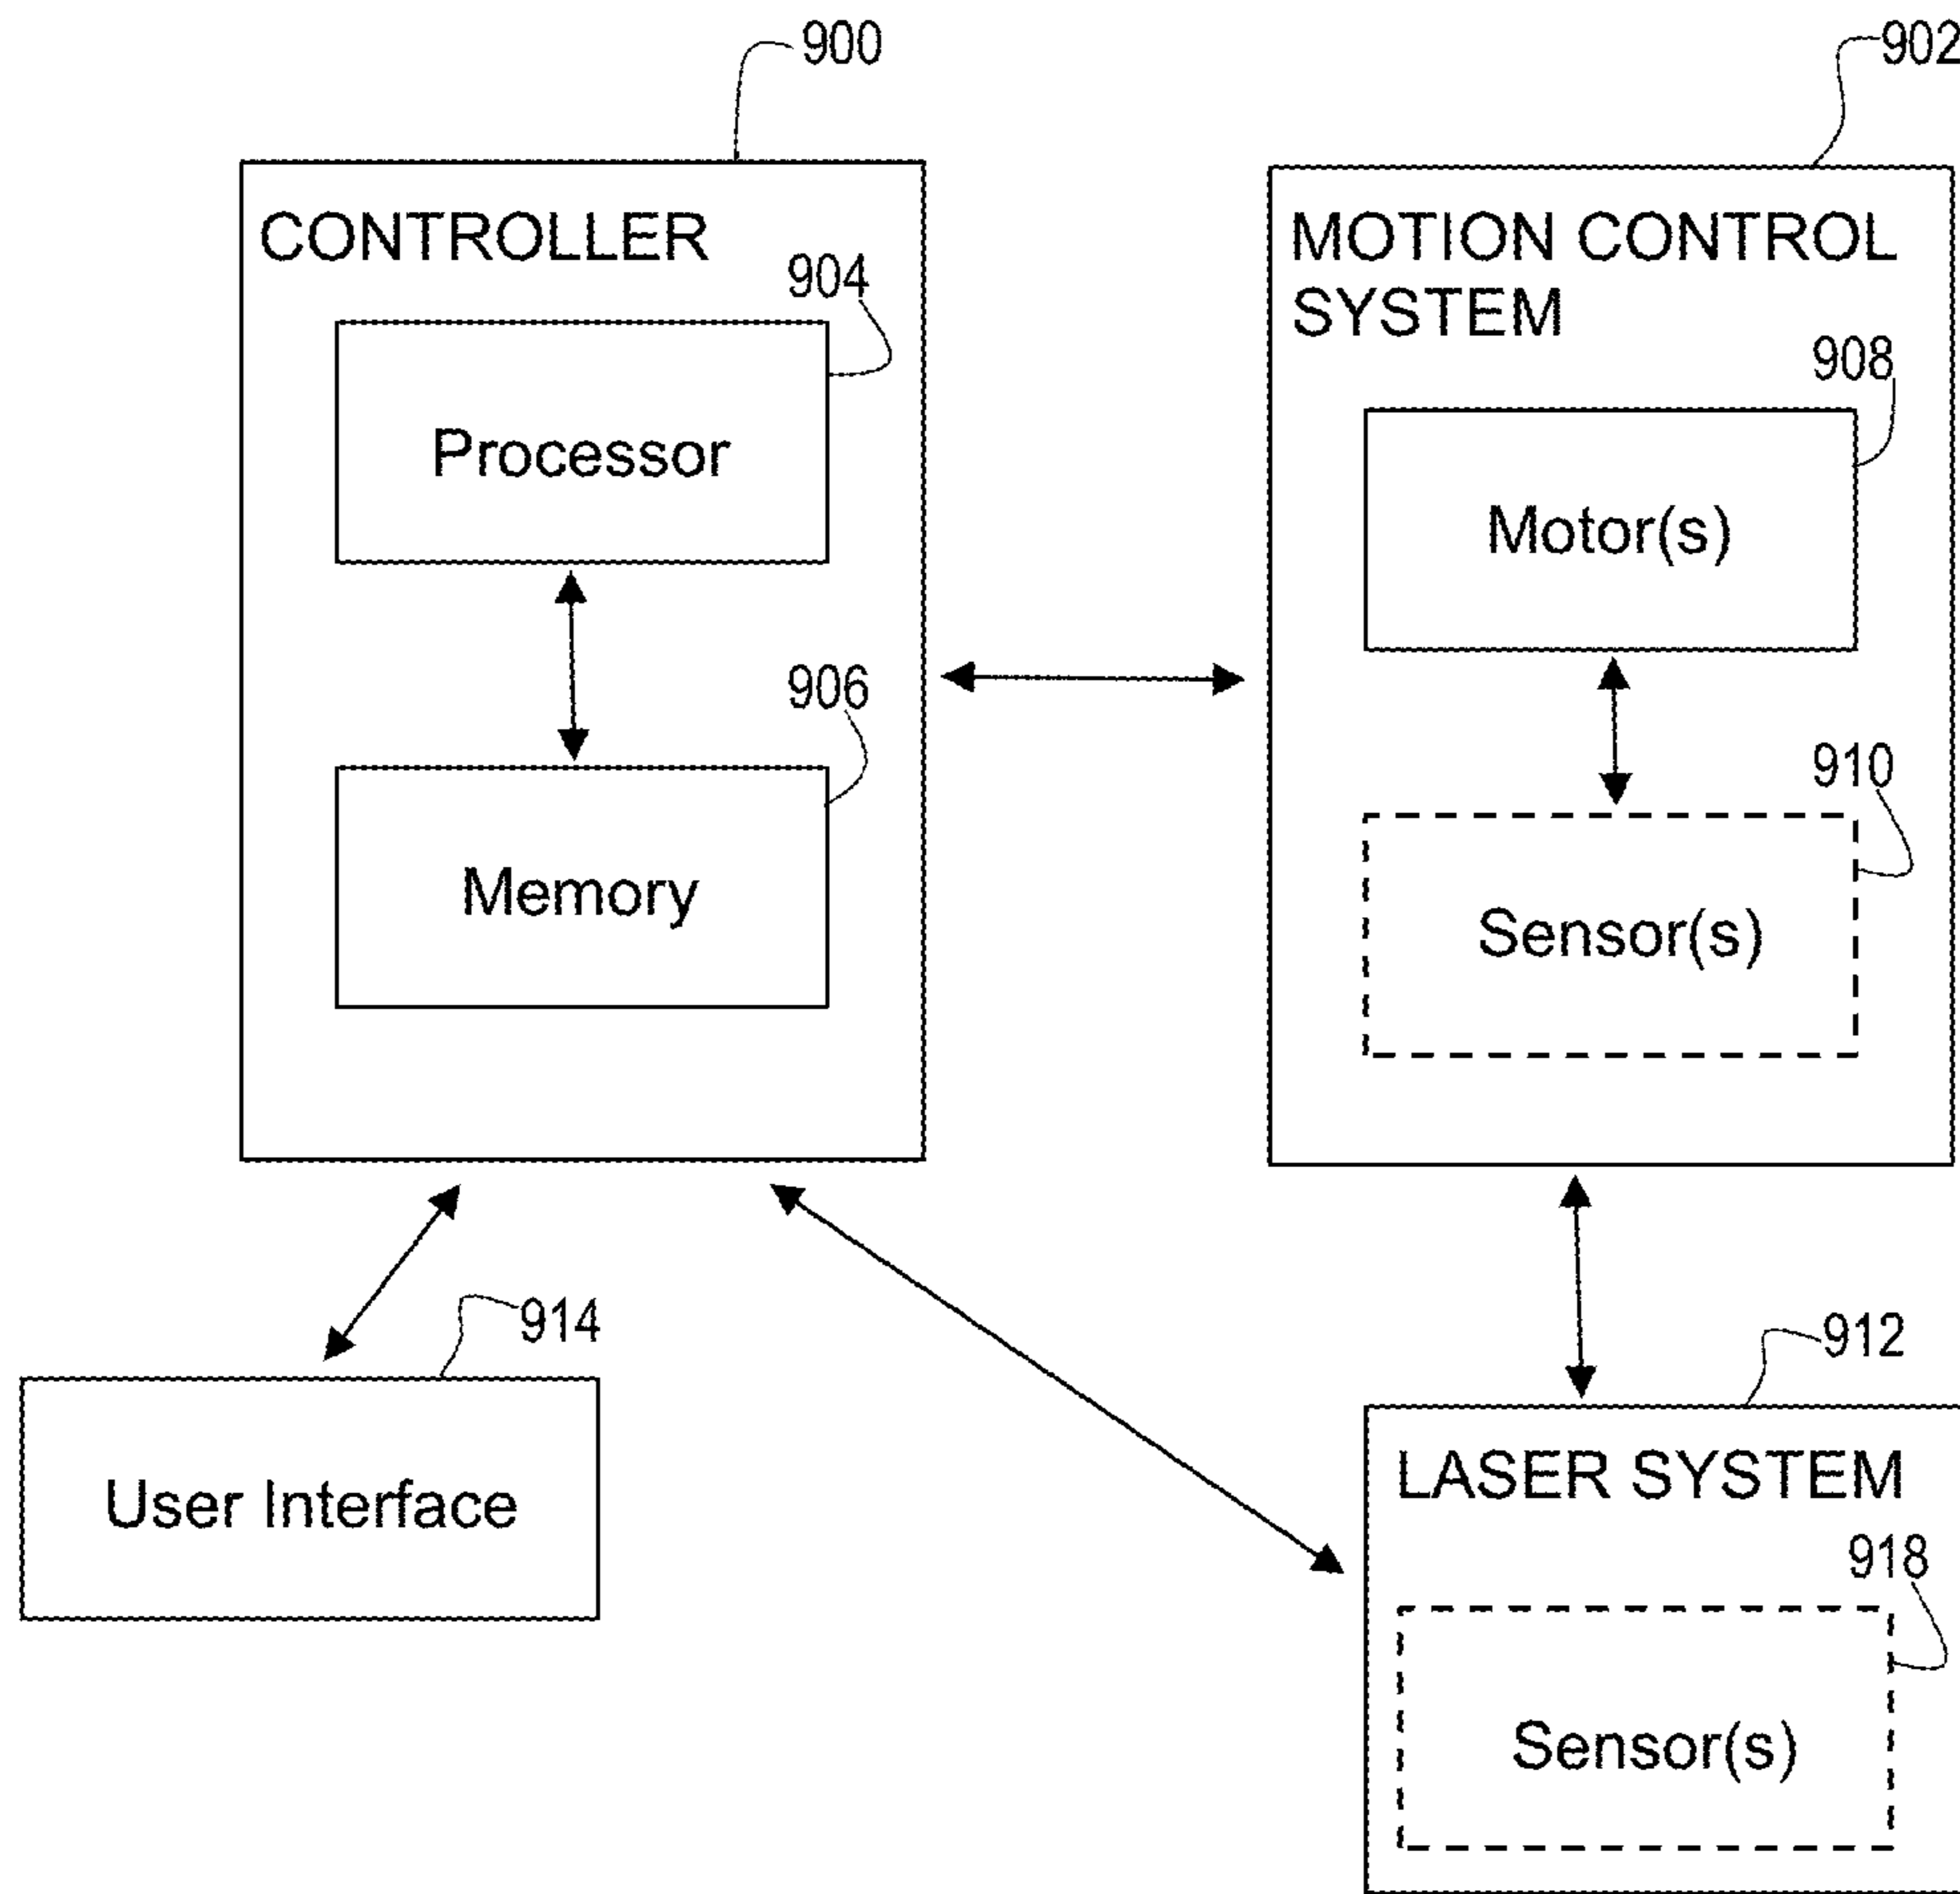 900
902
CONTROLLER
904
Processor
906
Memory
MOTION CONTROL
SYSTEM
908
Motor(s)
910
Sensor(s)
914
User Interface
912
LASER SYSTEM
918
Sensor(s)